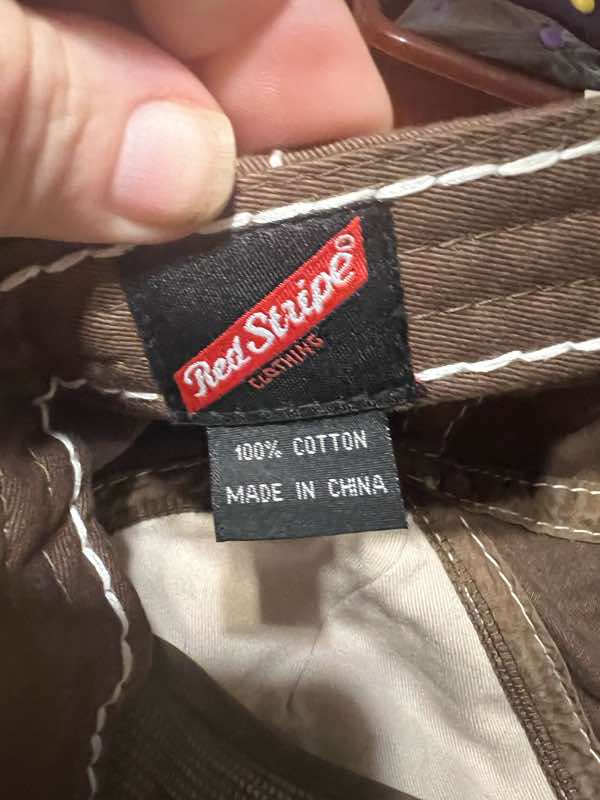 Red Stripe
CLOTHING
100% COTTON
MADE IN CHINA